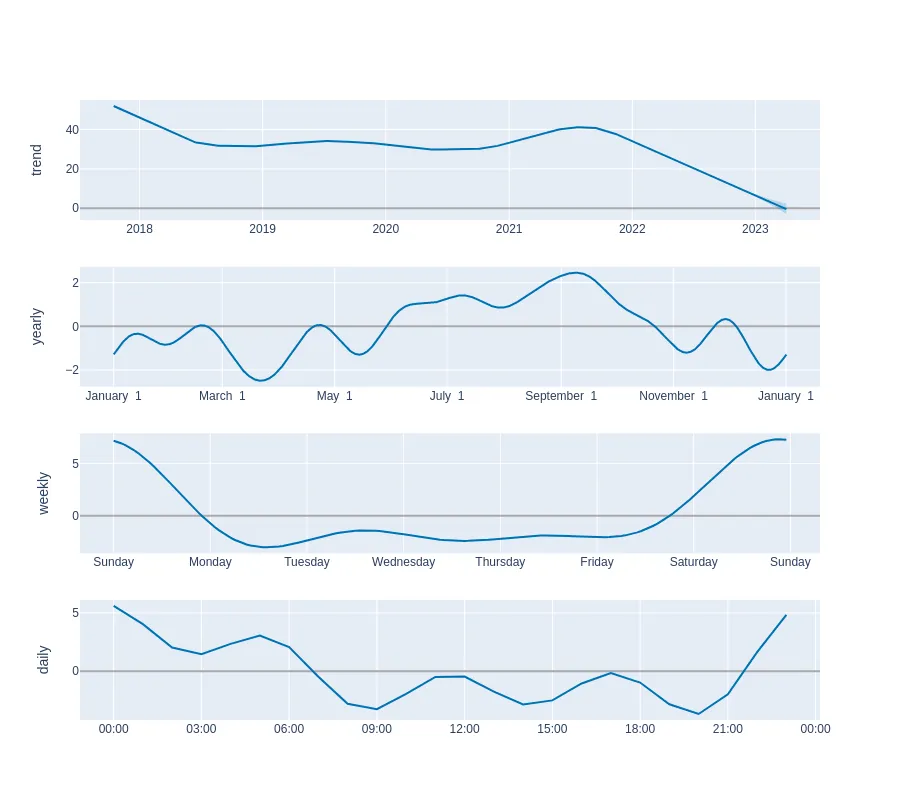 trend
40
20
0
2018 2019 2020 2021 2022 2023
yearly
2
0
−2
January 1 March 1 May 1 July 1 September 1 November 1 January 1
weekly
5
0
Sunday Monday Tuesday Wednesday Thursday Friday Saturday Sunday
daily
5
0
00:00 03:00 06:00 09:00 12:00 15:00 18:00 21:00 00:00